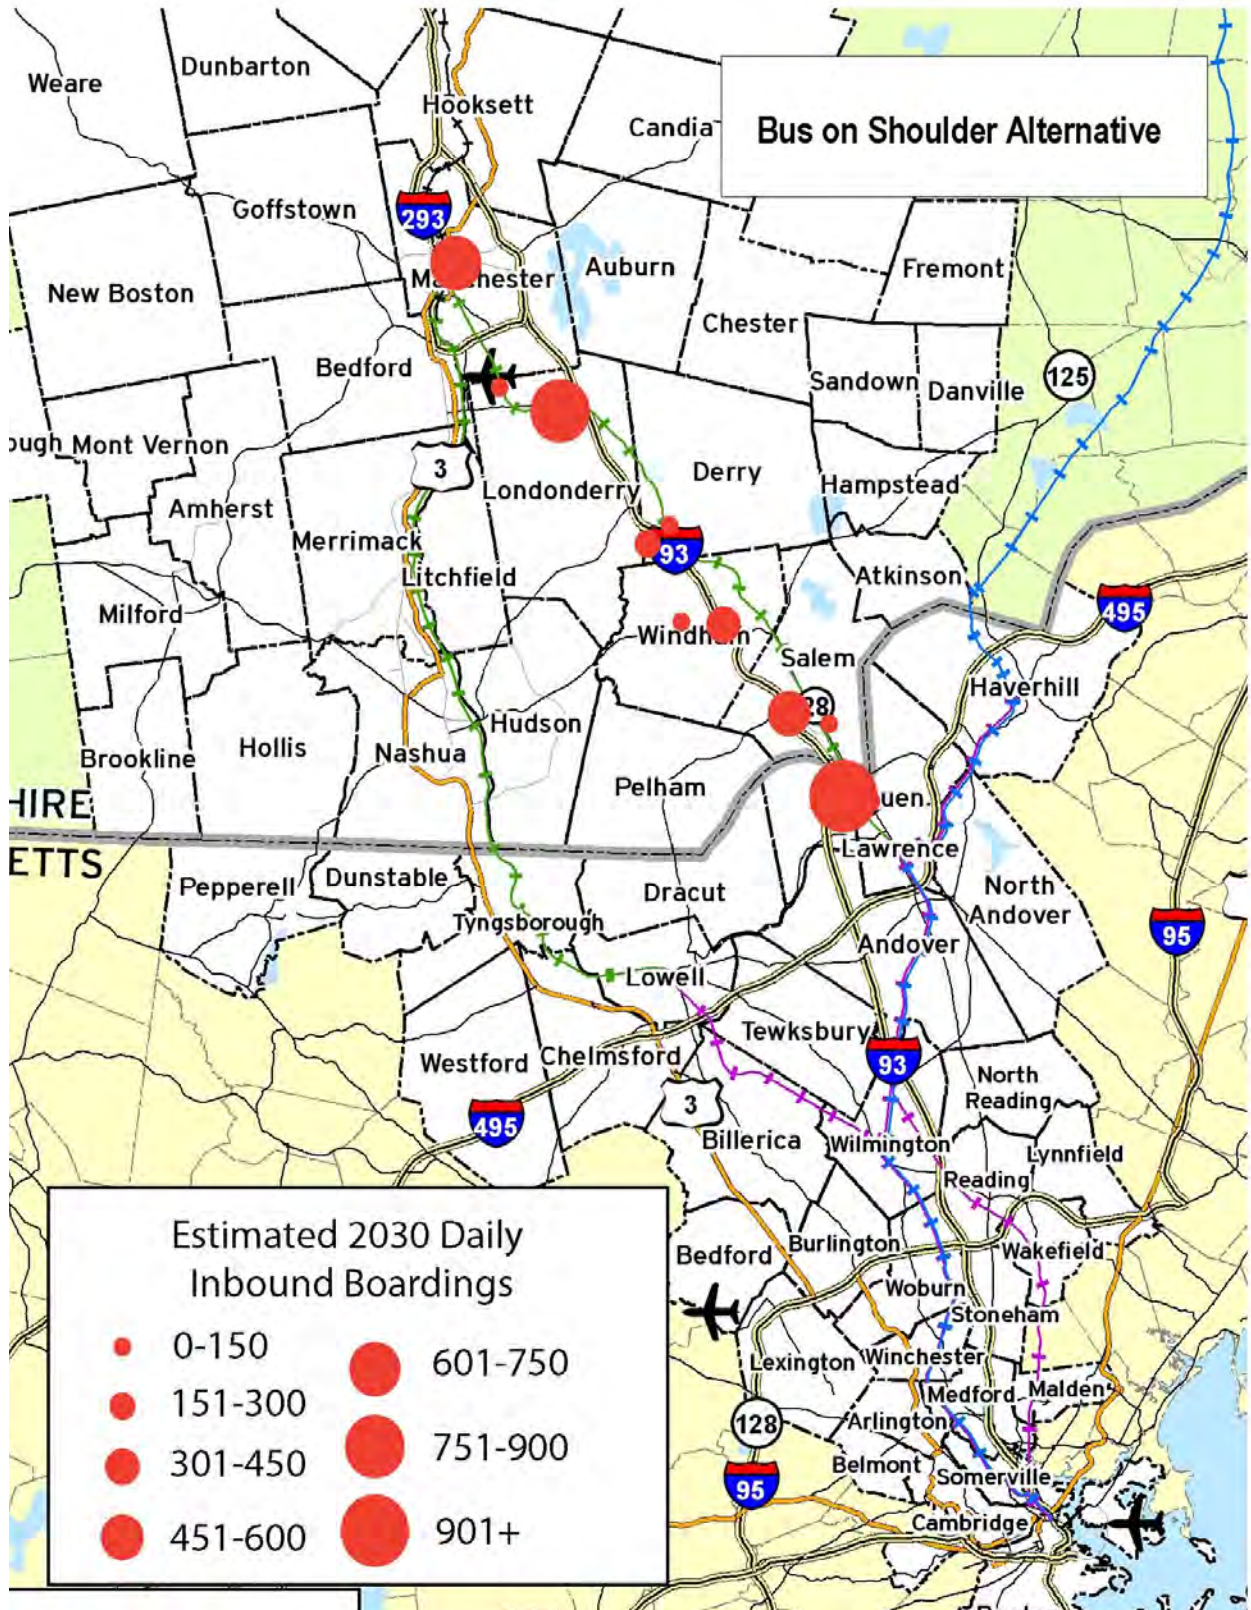 Weare
Dunbarton
Hooksett
Candia
Bus on Shoulder Alternative
293
Goffstown
Manchester
Auburn
Fremont
New Boston
Chester
Bedford
Sandown
Danville
125
ough
Mont Vernon
3
Derry
Amherst
Londonderry
Hampstead
Merrimack
93
Litchfield
Atkinson
495
Milford
Windham
Salem
28
Haverhill
Brookline
Hollis
Nashua
Hudson
Pelham
HIRE
uen
ETTS
Lawrence
Pepperell
Dunstable
Dracut
North
Andover
Tyngsborough
95
Andover
Lowell
Tewksbury
Westford
Chelmsford
93
North
Reading
3
495
Billerica
Wilmington
Lynnfield
Reading
Bedford
Burlington
Wakefield
Woburn
Stoneham
Lexington
Winchester
Medford
Malden
128
Arlington
Belmont
Somerville
95
Cambridge
Estimated 2030 Daily
Inbound Boardings
0-150
151-300
301-450
451-600
601-750
751-900
901+